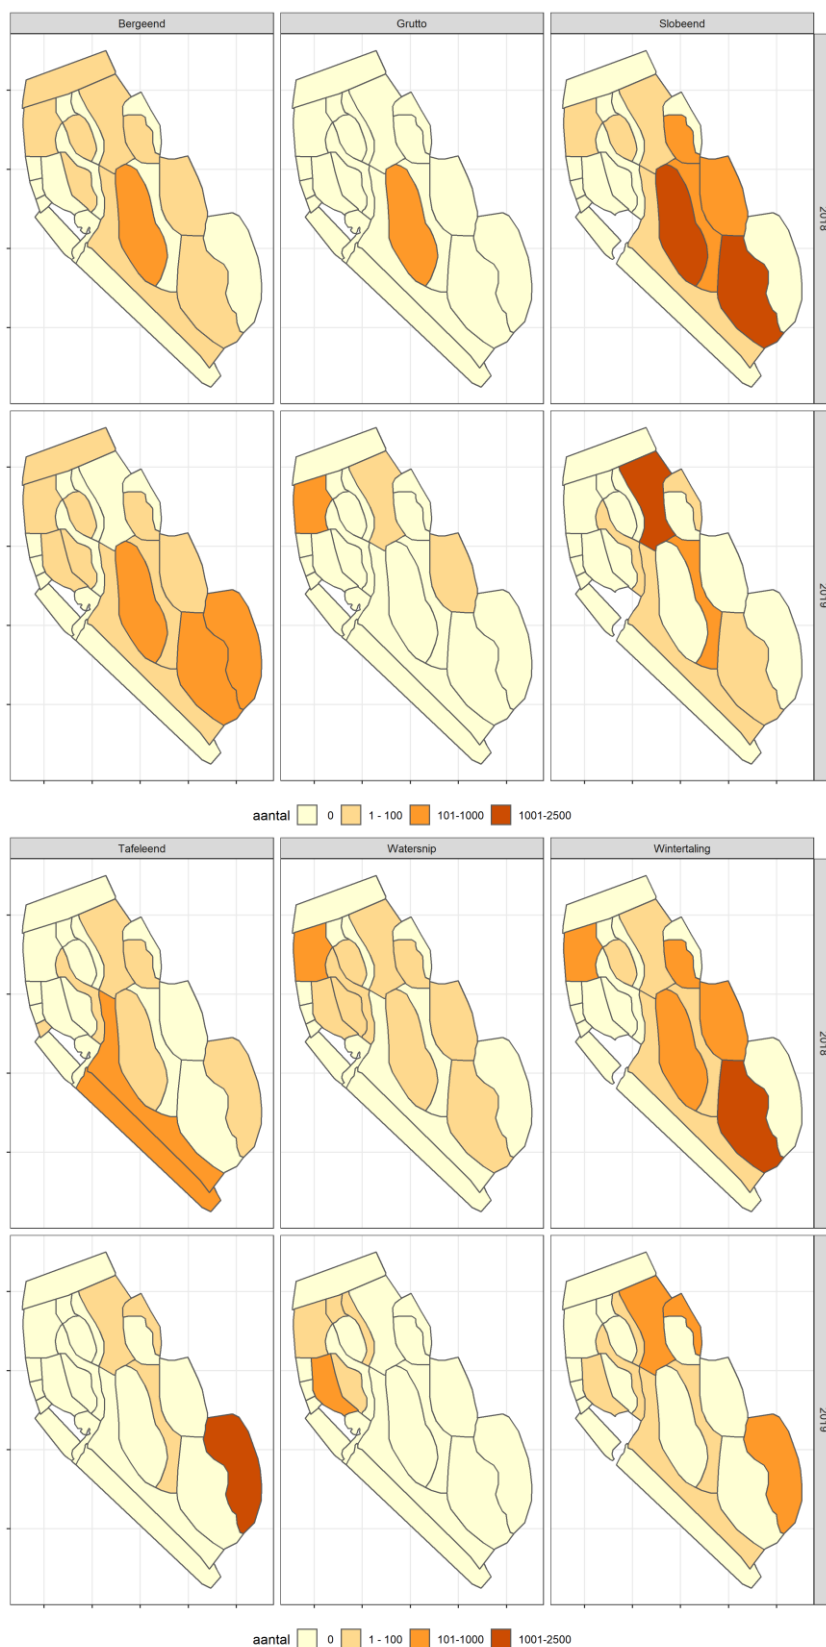 Bergeend Grutto Slobeend
2018
2019
aantal 0 1 - 100 101-1000 1001-2500
Tafeleend Watersnip Wintertaling
2018
2019
aantal 0 1 - 100 101-1000 1001-2500